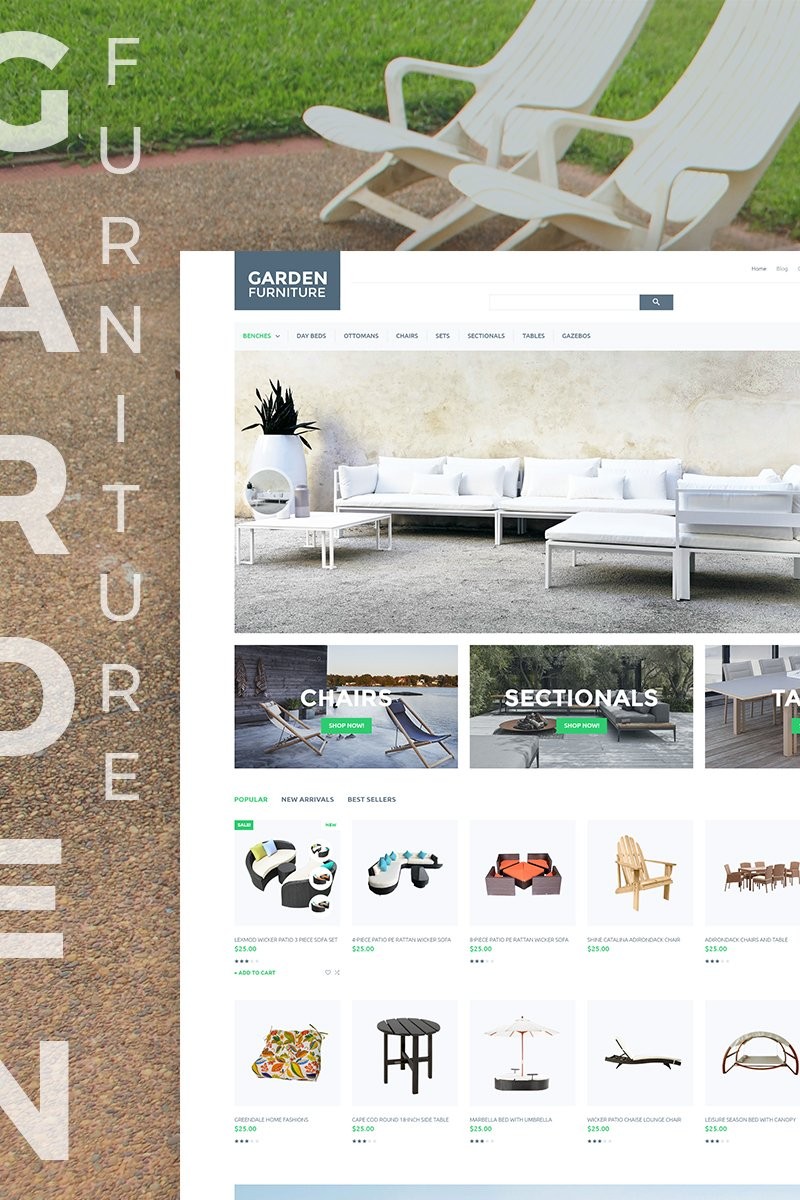 GARDEN
FURNITURE
GARDEN
FURNITURE
Home Blog
BENCHES DAY BEDS OTTOMANS CHAIRS SETS SECTIONALS TABLES GAZEBOS
CHAIRS
SHOP NOW!
SECTIONALS
SHOP NOW!
TA
POPULAR NEW ARRIVALS BEST SELLERS
SALE! NEW
LEXMOD WICKER PATIO 3 PIECE SOFA SET
$25.00
+ ADD TO CART
4-PIECE PATIO PE RATTAN WICKER SOFA
$25.00
8-PIECE PATIO PE RATTAN WICKER SOFA
$25.00
SHINE CATALINA ADIRONDACK CHAIR
$25.00
ADIRONDACK CHAIRS AND TABLE
$25.00
GREENDALE HOME FASHIONS
$25.00
CAPE COD ROUND 18-INCH SIDE TABLE
$25.00
MARBELLA BED WITH UMBRELLA
$25.00
WICKER PATIO CHAISE LOUNGE CHAIR
$25.00
LEISURE SEASON BED WITH CANOPY
$25.00